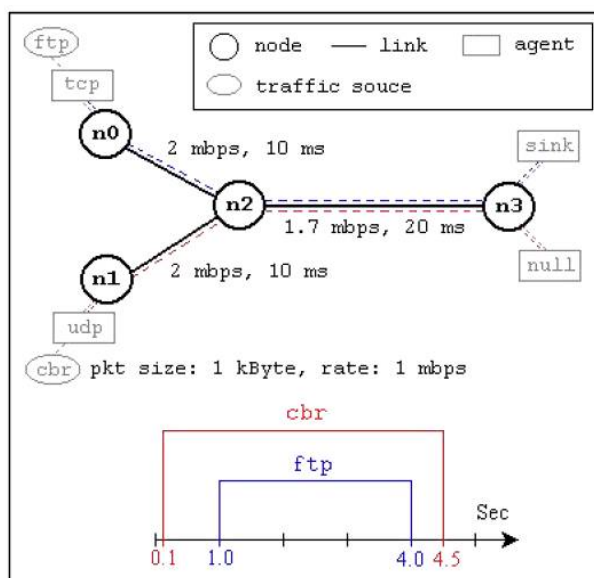 ftp
node
link
agent
traffic souce
tcp
n0
2 mbps, 10 ms
sink
n2
n3
1.7 mbps, 20 ms
n1
2 mbps, 10 ms
null
udp
cbr pkt size: 1 kByte, rate: 1 mbps
cbr
ftp
Sec
0.1 1.0 4.0 4.5